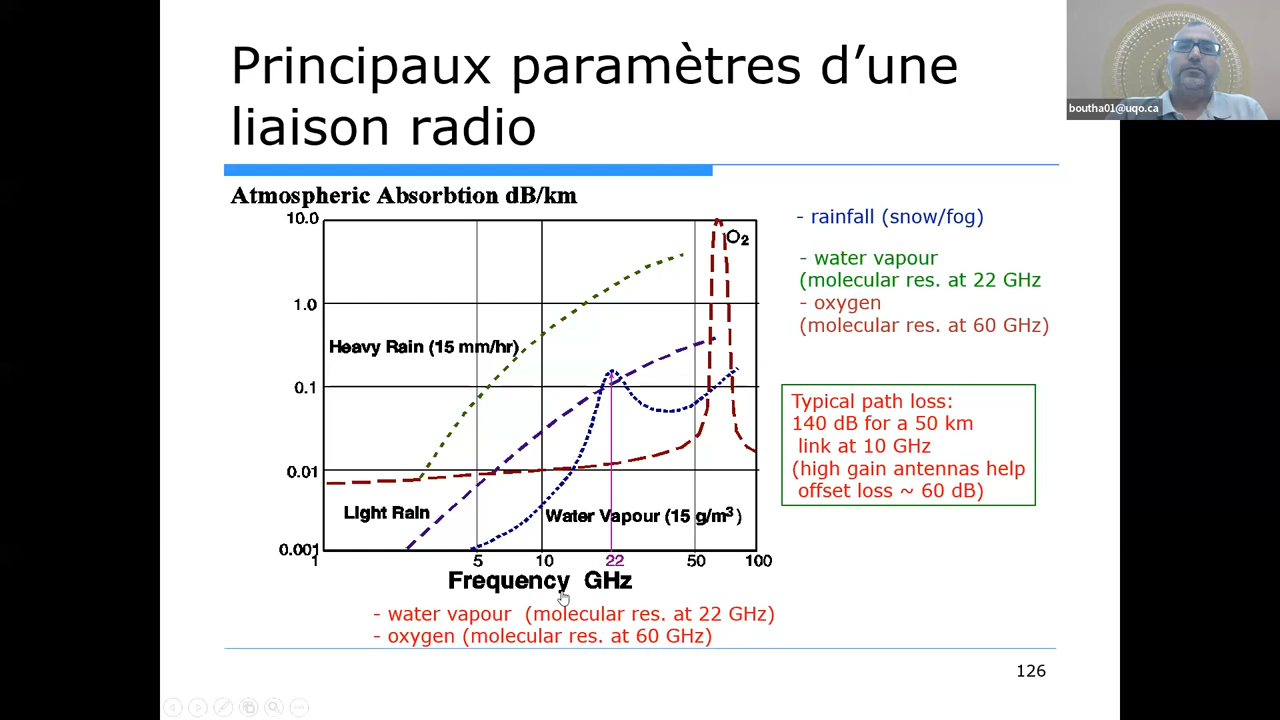 Principaux paramètres d’une
liaison radio
boutha01@uqo.ca
Atmospheric Absorbtion dB/km
10.0
1.0
0.1
0.01
0.001
O2
Heavy Rain (15 mm/hr)
Light Rain
Water Vapour (15 g/m3)
1 5 10 22 50 100
Frequency GHz
- water vapour (molecular res. at 22 GHz)
- oxygen (molecular res. at 60 GHz)
- rainfall (snow/fog)
- water vapour
(molecular res. at 22 GHz
- oxygen
(molecular res. at 60 GHz)
Typical path loss:
140 dB for a 50 km
link at 10 GHz
(high gain antennas help
offset loss ~ 60 dB)
126